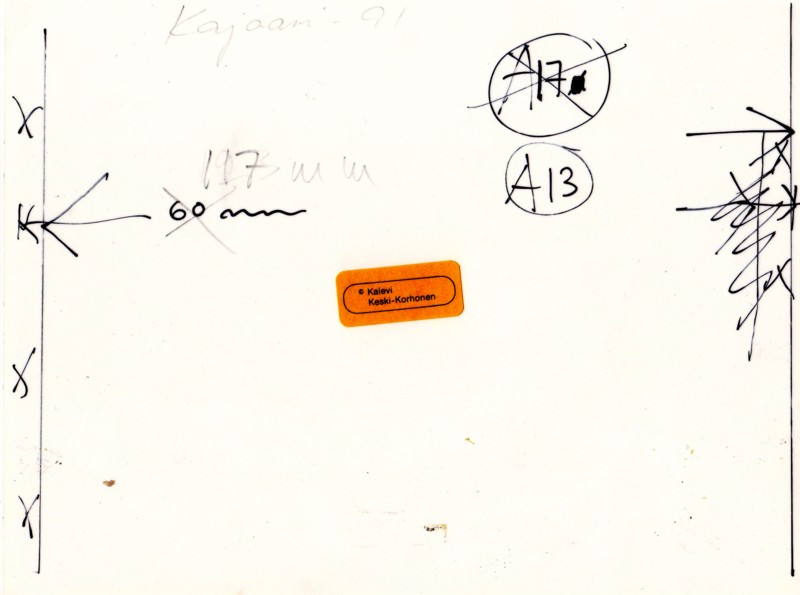 Kajaani -91
A17
A13
197 mm
60 mm
© Kalevi
Keski-Korhonen